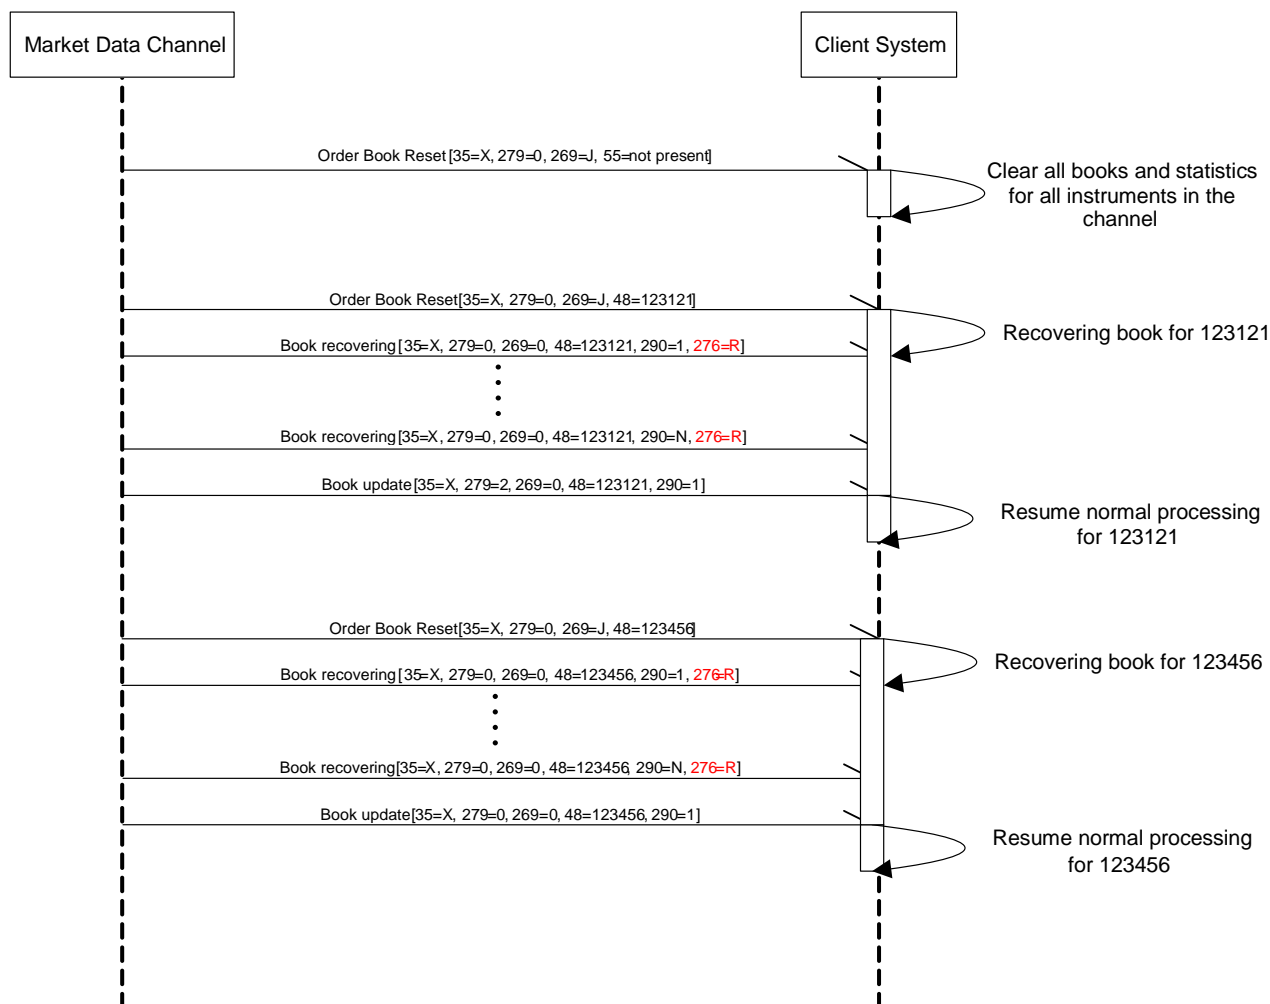 Market Data Channel
Client System
Order Book Reset [35=X, 279=0, 269=J, 55=not present]
Clear all books and statistics
for all instruments in the
channel
Order Book Reset[35=X, 279=0, 269=J, 48=123121]
Recovering book for 123121
Book recovering[35=X, 279=0, 269=0, 48=123121, 290=1, 276=R]
Book recovering[35=X, 279=0, 269=0, 48=123121, 290=N, 276=R]
Book update[35=X, 279=2, 269=0, 48=123121, 290=1]
Resume normal processing
for 123121
Order Book Reset[35=X, 279=0, 269=J, 48=123456]
Recovering book for 123456
Book recovering[35=X, 279=0, 269=0, 48=123456, 290=1, 276=R]
Book recovering[35=X, 279=0, 269=0, 48=123456, 290=N, 276=R]
Book update[35=X, 279=0, 269=0, 48=123456, 290=1]
Resume normal processing
for 123456